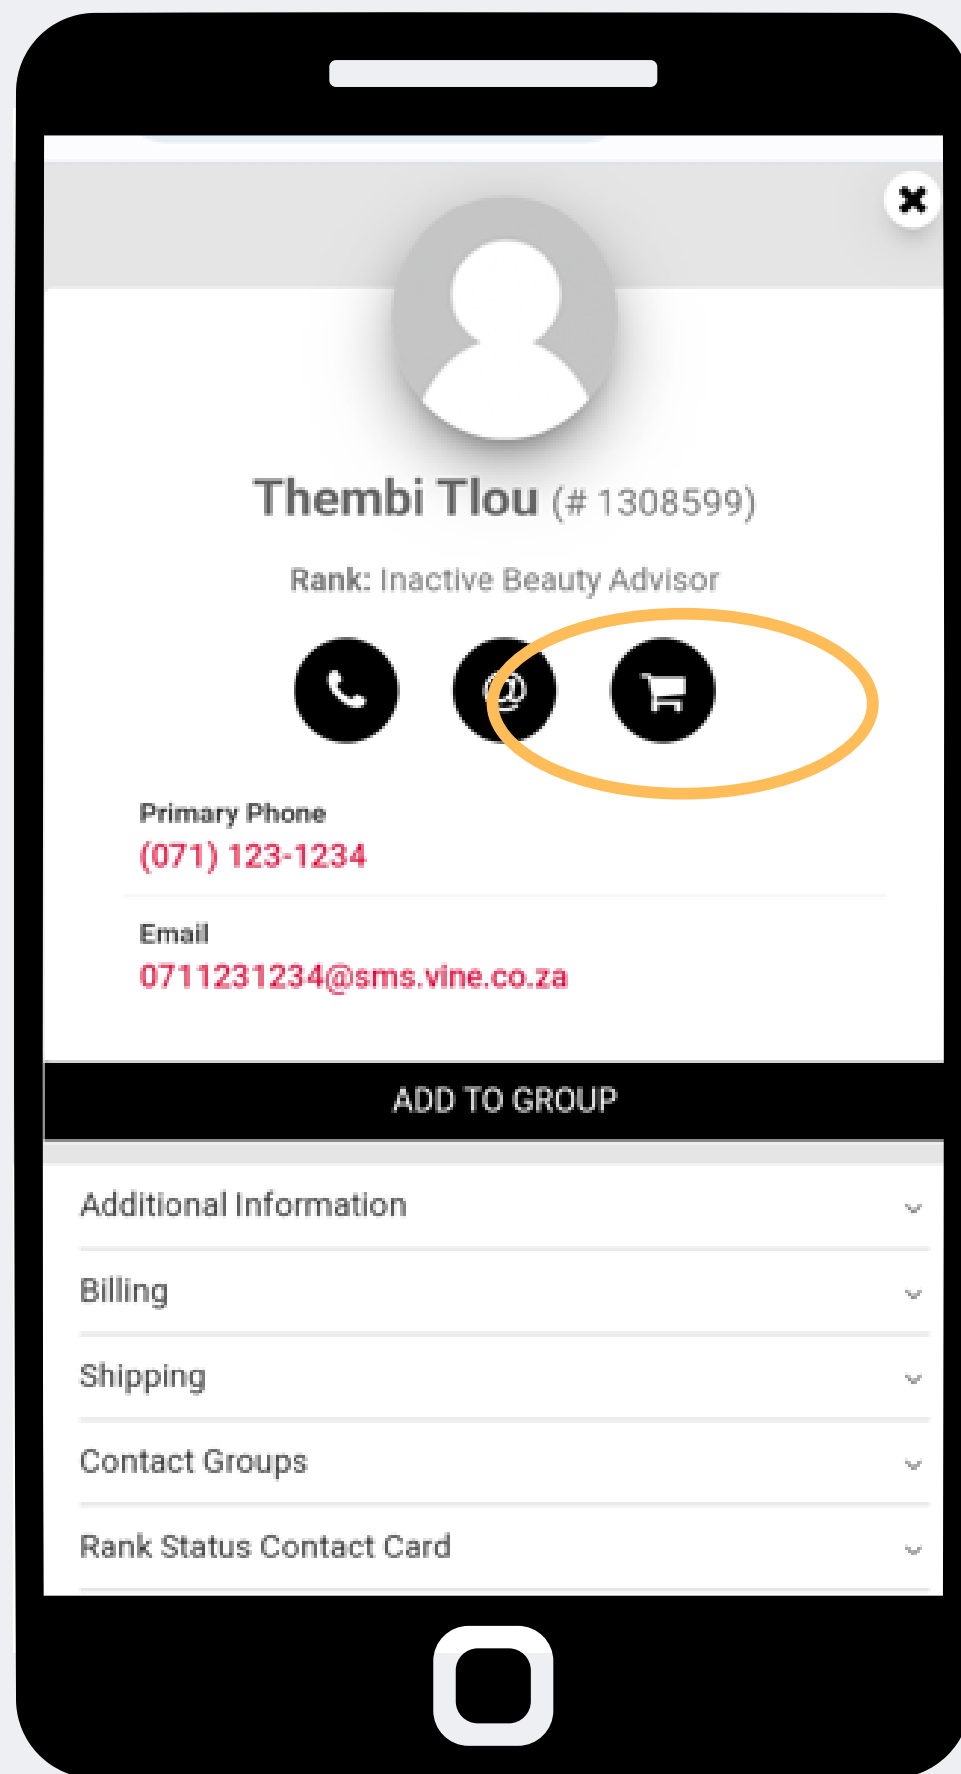 Thembi Tlou (# 1308599)
Rank: Inactive Beauty Advisor
@
Primary Phone
(071) 123-1234
Email
0711231234@sms.vine.co.za
ADD TO GROUP
Additional Information
Billing
Shipping
Contact Groups
Rank Status Contact Card